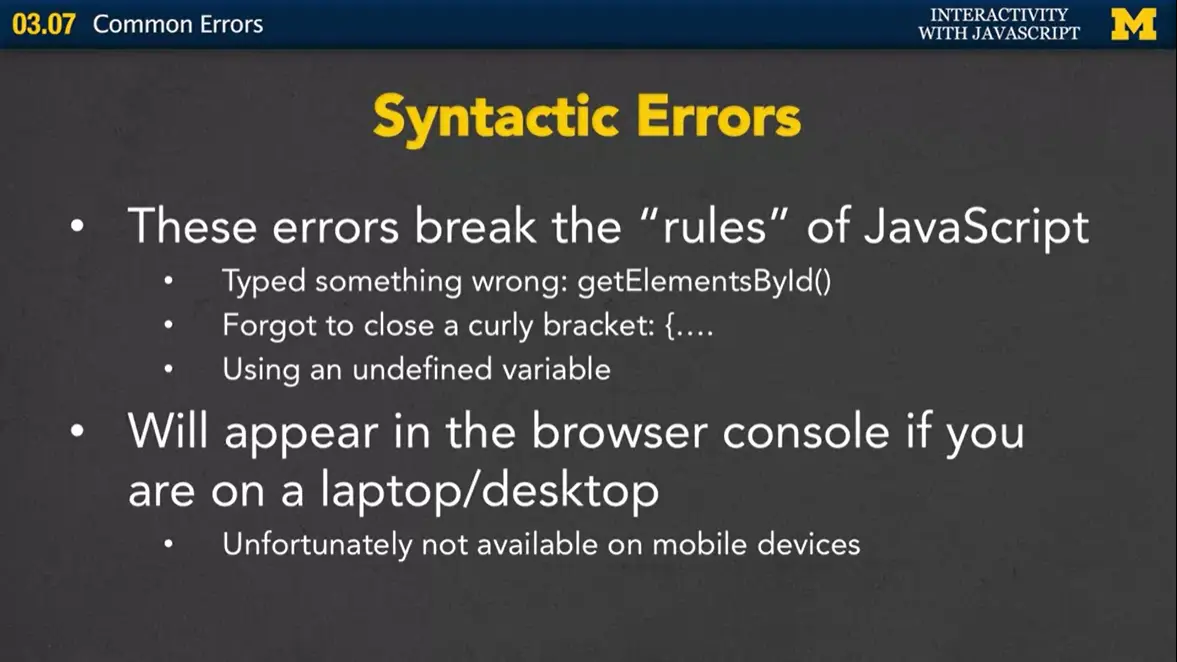 03.07 Common Errors
INTERACTIVITY
WITH JAVASCRIPT
M
Syntactic Errors
• These errors break the “rules” of JavaScript
• Typed something wrong: getElementsById()
• Forgot to close a curly bracket: {....
• Using an undefined variable
• Will appear in the browser console if you
are on a laptop/desktop
• Unfortunately not available on mobile devices